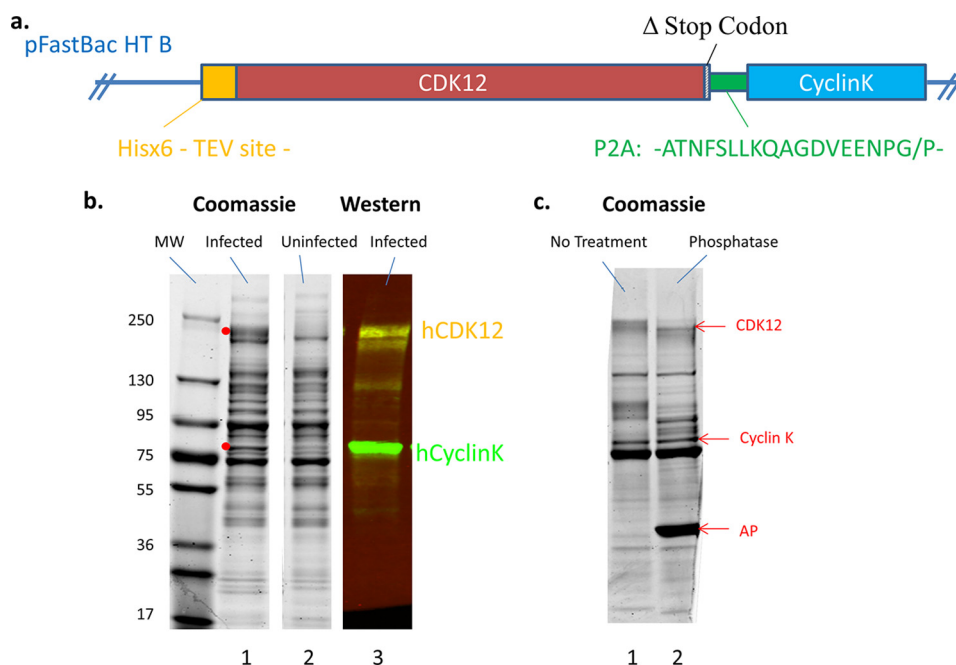 a.
pFastBac HT B
Δ Stop Codon
CDK12
CyclinK
Hisx6 - TEV site -
P2A: -ATNFSLLKQAGDVEENPG/P-
b.
Coomassie
Western
MW
Infected
Uninfected
Infected
250
130
95
75
55
36
17
hCDK12
hCyclinK
1
2
3
c.
Coomassie
No Treatment
Phosphatase
CDK12
Cyclin K
AP
1
2